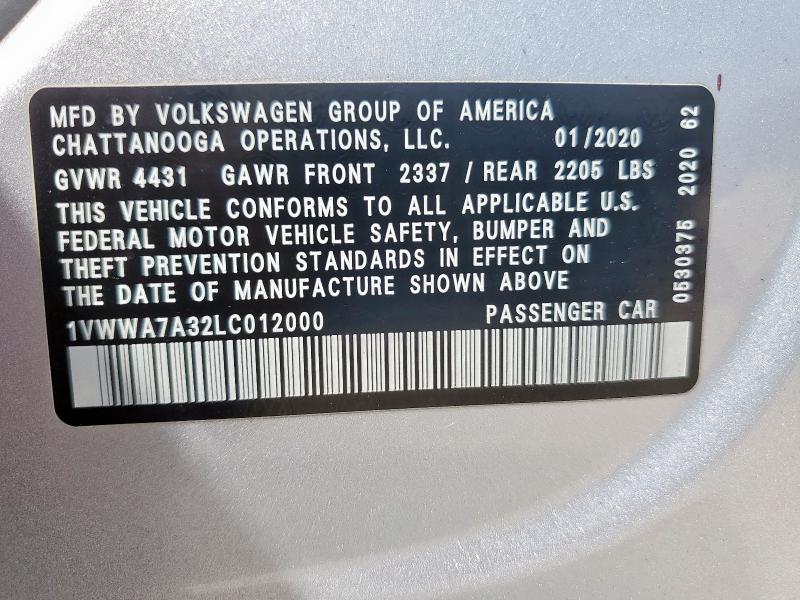 MFD BY VOLKSWAGEN GROUP OF AMERICA
CHATTANOOGA OPERATIONS, LLC. 01/2020
GVWR 4431 GAWR FRONT 2337 / REAR 2205 LBS
THIS VEHICLE CONFORMS TO ALL APPLICABLE U.S.
FEDERAL MOTOR VEHICLE SAFETY, BUMPER AND
THEFT PREVENTION STANDARDS IN EFFECT ON
THE DATE OF MANUFACTURE SHOWN ABOVE
1VWWA7A32LC012000 PASSENGER CAR
0530375 2020 62